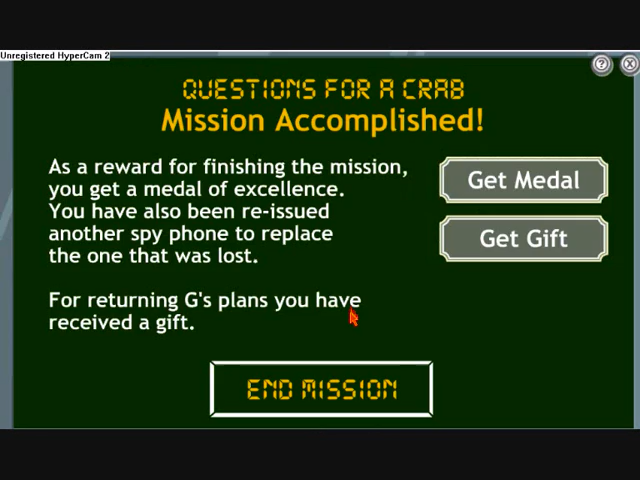 Unregistered HyperCam 2
?
X
QUESTIONS FOR A CRAB
Mission Accomplished!
As a reward for finishing the mission,
you get a medal of excellence.
You have also been re-issued
another spy phone to replace
the one that was lost.
For returning G's plans you have
received a gift.
Get Medal
Get Gift
END MISSION